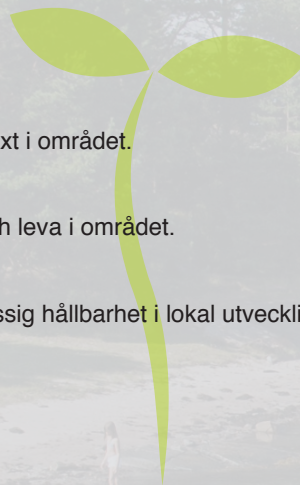 xt i området.
h leva i området.
ssig hållbarhet i lokal utveckli